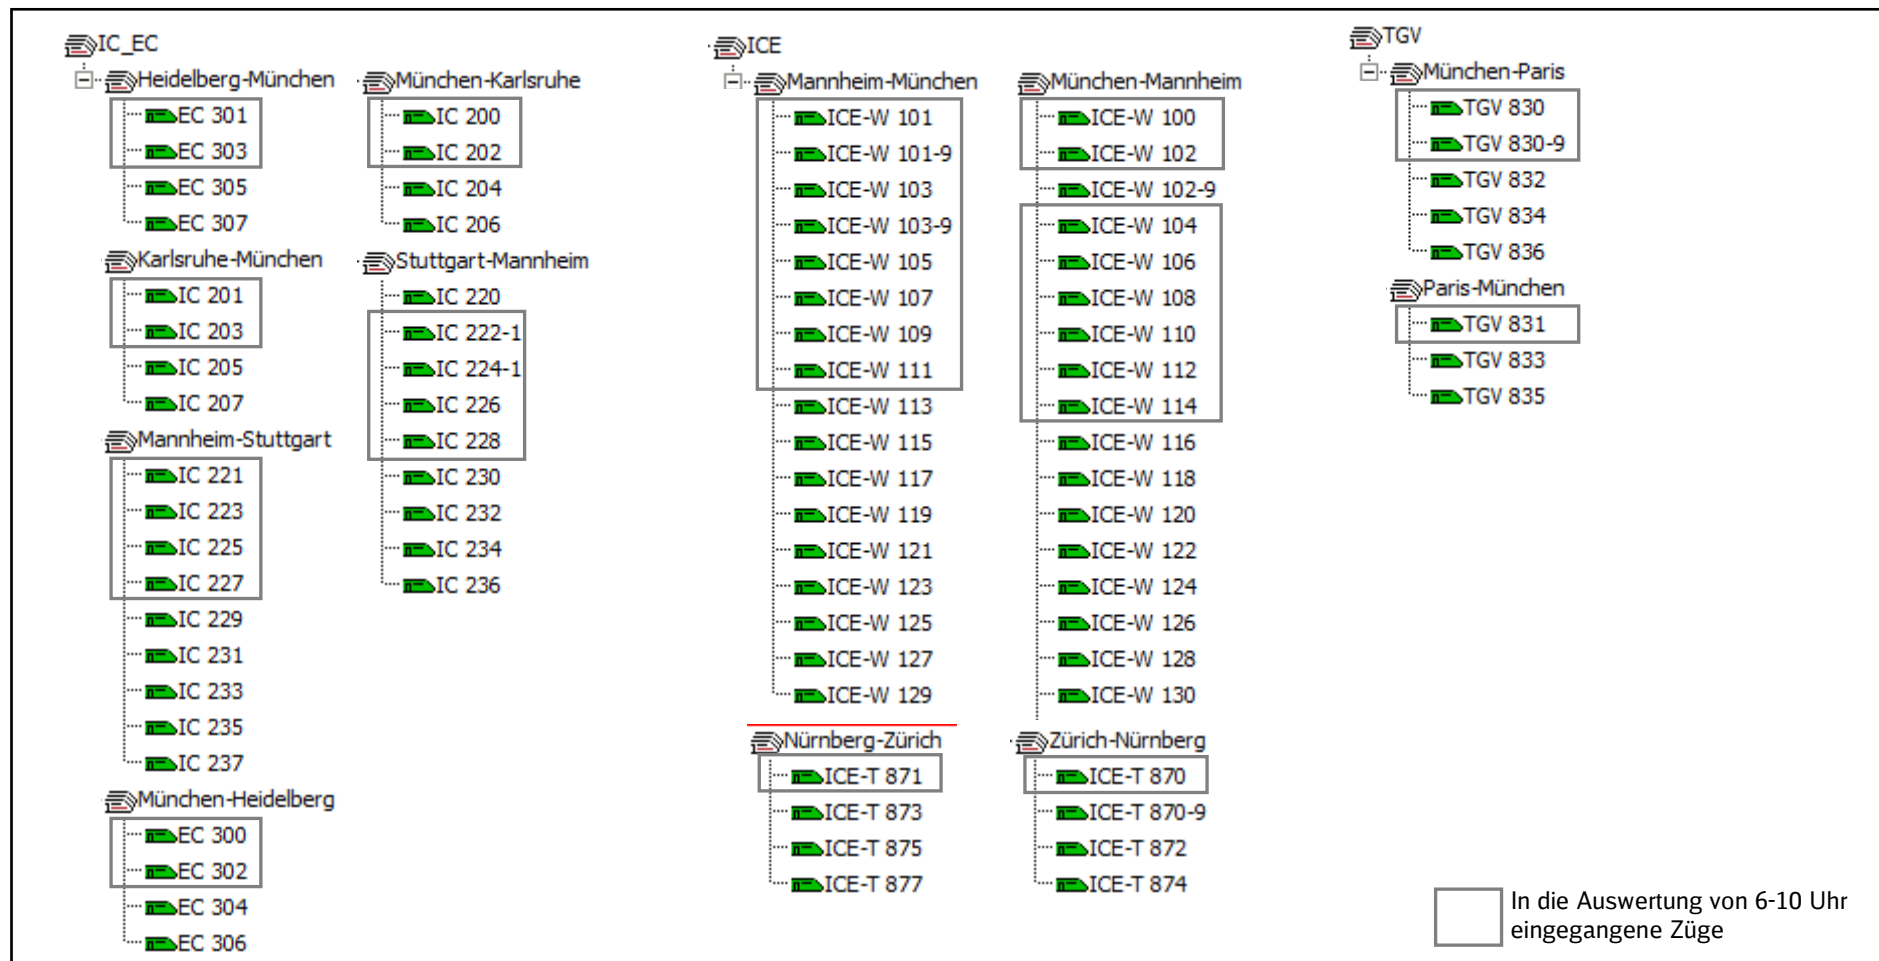 IC_EC
Heidelberg-München
EC 301
EC 303
EC 305
EC 307
Karlsruhe-München
IC 201
IC 203
IC 205
IC 207
Mannheim-Stuttgart
IC 221
IC 223
IC 225
IC 227
IC 229
IC 231
IC 233
IC 235
IC 237
München-Heidelberg
EC 300
EC 302
EC 304
EC 306
München-Karlsruhe
IC 200
IC 202
IC 204
IC 206
Stuttgart-Mannheim
IC 220
IC 222-1
IC 224-1
IC 226
IC 228
IC 230
IC 232
IC 234
IC 236
ICE
Mannheim-München
ICE-W 101
ICE-W 101-9
ICE-W 103
ICE-W 103-9
ICE-W 105
ICE-W 107
ICE-W 109
ICE-W 111
ICE-W 113
ICE-W 115
ICE-W 117
ICE-W 119
ICE-W 121
ICE-W 123
ICE-W 125
ICE-W 127
ICE-W 129
Nürnberg-Zürich
ICE-T 871
ICE-T 873
ICE-T 875
ICE-T 877
München-Mannheim
ICE-W 100
ICE-W 102
ICE-W 102-9
ICE-W 104
ICE-W 106
ICE-W 108
ICE-W 110
ICE-W 112
ICE-W 114
ICE-W 116
ICE-W 118
ICE-W 120
ICE-W 122
ICE-W 124
ICE-W 126
ICE-W 128
ICE-W 130
Zürich-Nürnberg
ICE-T 870
ICE-T 870-9
ICE-T 872
ICE-T 874
TGV
München-Paris
TGV 830
TGV 830-9
TGV 832
TGV 834
TGV 836
Paris-München
TGV 831
TGV 833
TGV 835
In die Auswertung von 6-10 Uhr
eingegangene Züge